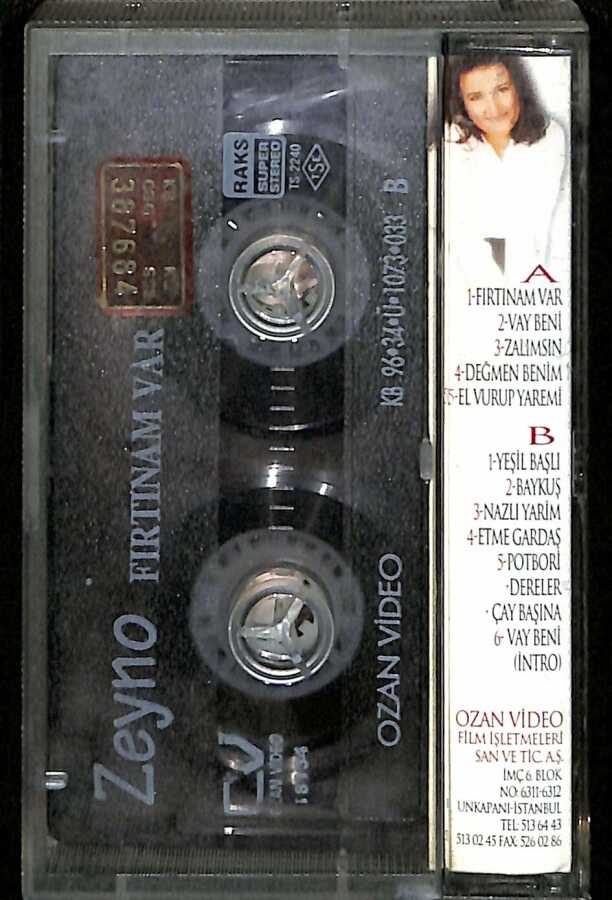 Zeyno FIRTINAM VAR
387684
RAKS
SUPER
STEREO
TS-2240
TSE
KB.96•34•Ü•1073•033 B
OZAN VİDEO
A
1-FIRTINAM VAR
2-VAY BENİ
3-ZALIMSIN
4-DEĞMEN BENİM
5-EL VURUP YAREMİ
B
1-YEŞİL BAŞLI
2-BAYKUŞ
3-NAZLI YARİM
4-ETME GARDAŞ
5-POTBORİ
·DERELER
· ÇAY BAŞINA
6- VAY BENİ
(İNTRO)
OZAN VİDEO
FİLM İŞLETMELERİ
SAN VE TİC. A.Ş.
İMÇ 6. BLOK
NO: 6311-6312
UNKAPANI-İSTANBUL
TEL: 513 64 43
513 02 45 FAX: 526 02 86